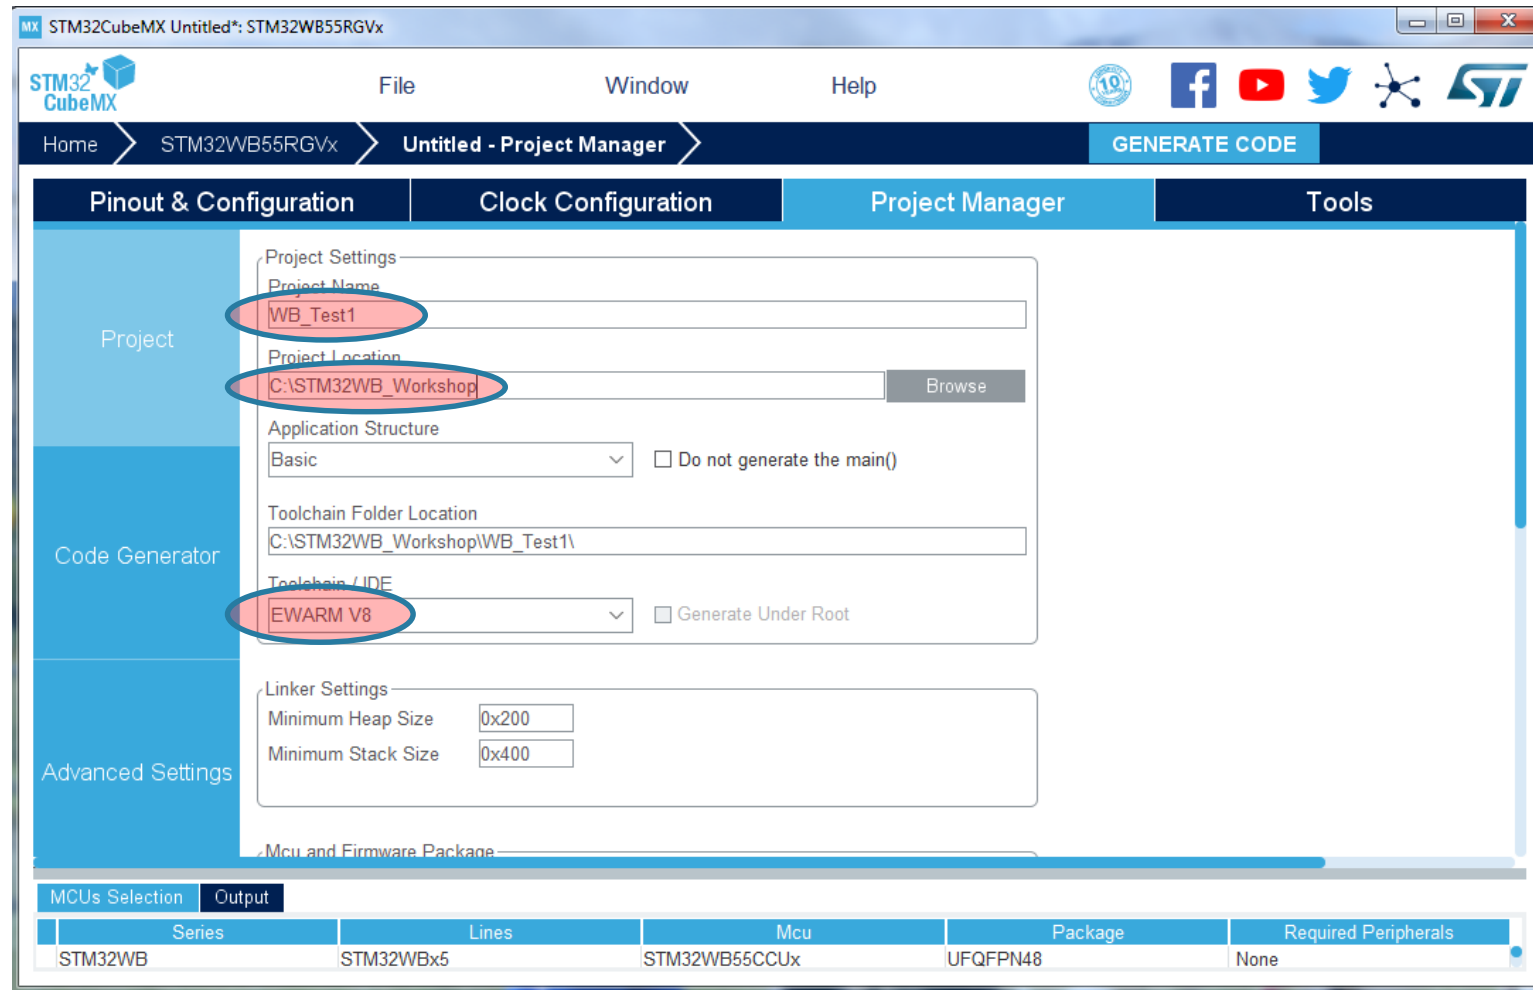 MX STM32CubeMX Untitled*: STM32WB55RGVx
STM32 CubeMX
File Window Help
10
Home STM32WB55RGVx Untitled - Project Manager GENERATE CODE
Pinout & Configuration Clock Configuration Project Manager Tools
Project
Code Generator
Advanced Settings
Project Settings
Project Name
WB_Test1
Project Location
C:\STM32WB_Workshop Browse
Application Structure
Basic Do not generate the main()
Toolchain Folder Location
C:\STM32WB_Workshop\WB_Test1\
Toolchain / IDE
EWARM V8 Generate Under Root
Linker Settings
Minimum Heap Size 0x200
Minimum Stack Size 0x400
Mcu and Firmware Package
MCUs Selection Output
Series Lines Mcu Package Required Peripherals
STM32WB STM32WBx5 STM32WB55CCUx UFQFPN48 None